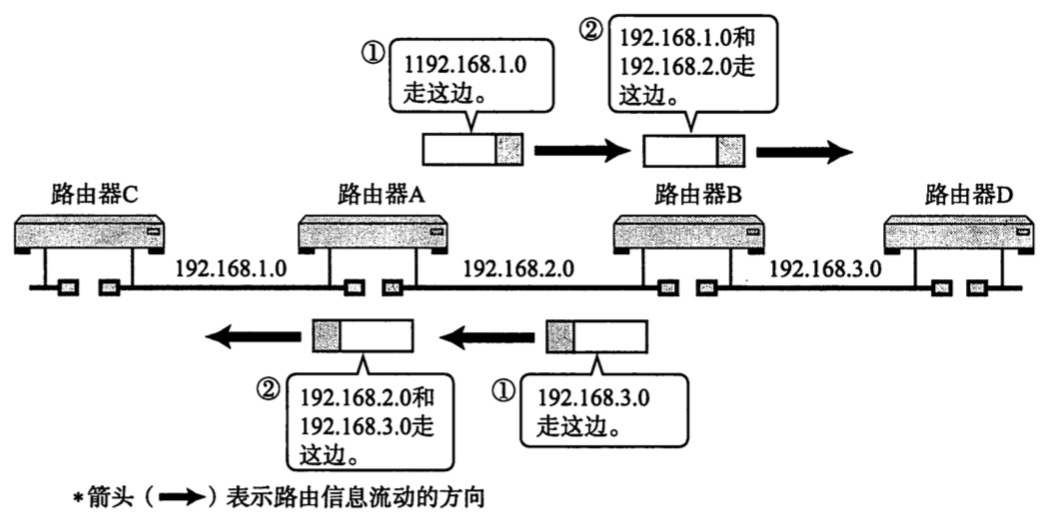 ①
1192.168.1.0
走这边。
②
192.168.1.0和
192.168.2.0走
这边。
路由器C
路由器A
路由器B
路由器D
192.168.1.0
192.168.2.0
192.168.3.0
②
192.168.2.0和
192.168.3.0走
这边。
①
192.168.3.0
走这边。
*箭头（）表示路由信息流动的方向